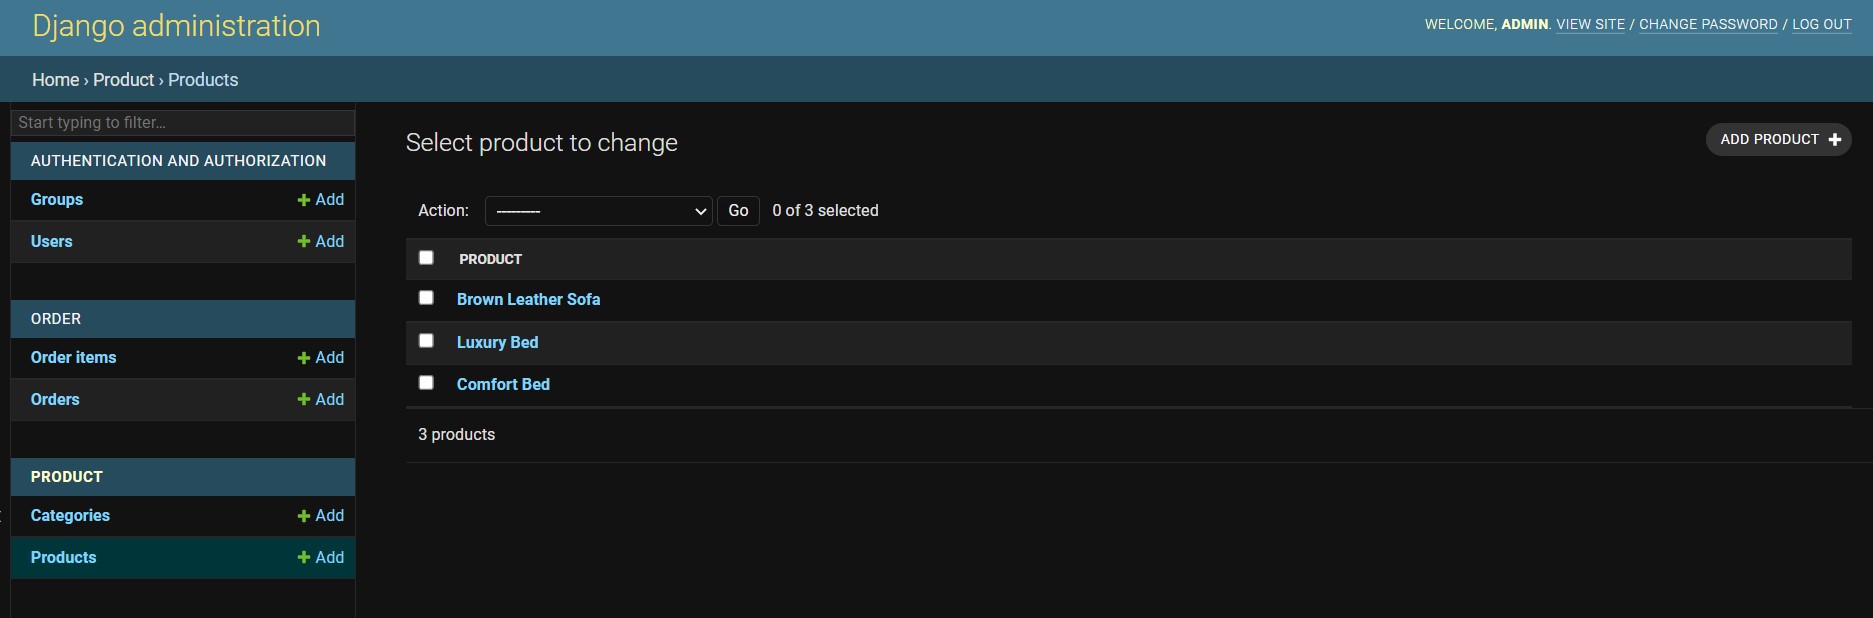 Django administration
WELCOME, ADMIN. VIEW SITE / CHANGE PASSWORD / LOG OUT
Home › Product › Products
Start typing to filter…
AUTHENTICATION AND AUTHORIZATION
Groups + Add
Users + Add
ORDER
Order items + Add
Orders + Add
PRODUCT
Categories + Add
Products + Add
Select product to change
ADD PRODUCT +
Action: --------- Go 0 of 3 selected
PRODUCT
Brown Leather Sofa
Luxury Bed
Comfort Bed
3 products